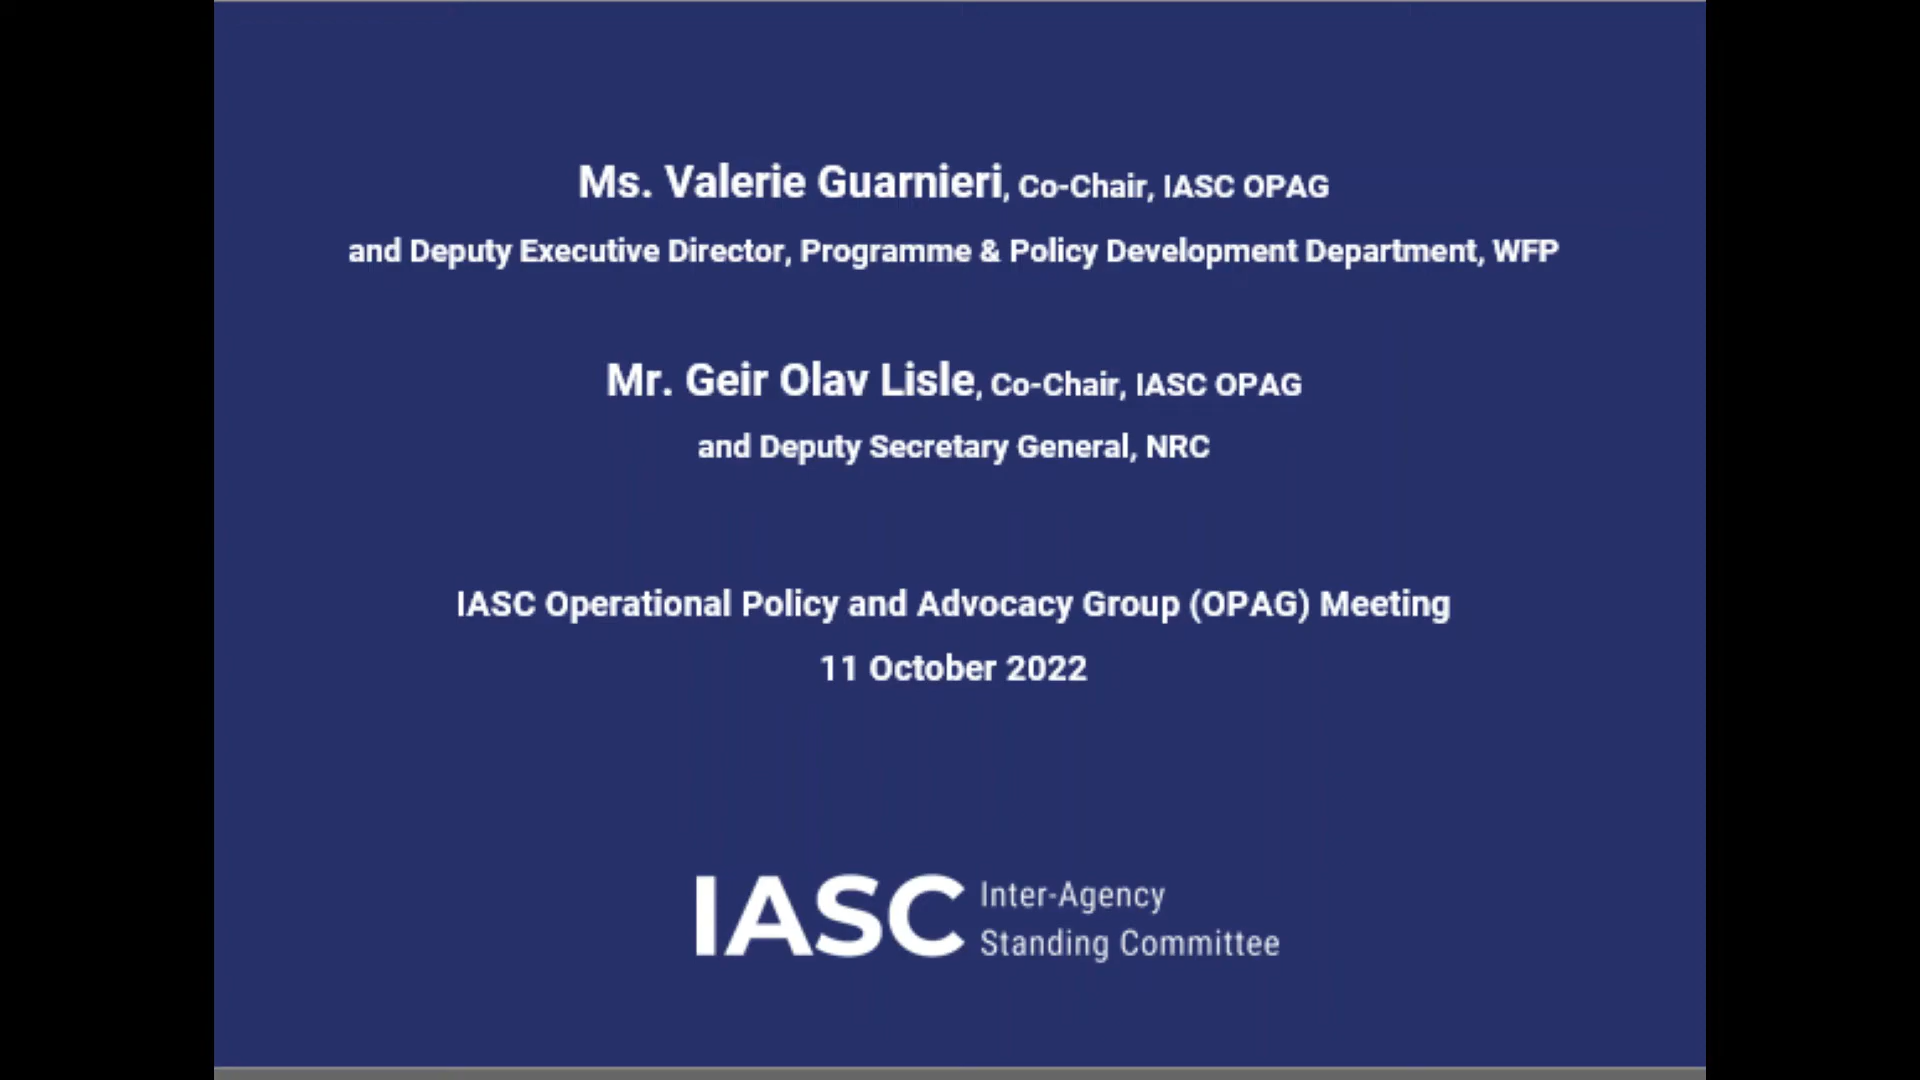 Ms. Valerie Guarnieri, Co-Chair, IASC OPAG
and Deputy Executive Director, Programme & Policy Development Department, WFP
Mr. Geir Olav Lisle, Co-Chair, IASC OPAG
and Deputy Secretary General, NRC
IASC Operational Policy and Advocacy Group (OPAG) Meeting
11 October 2022
IASC Inter-Agency
Standing Committee